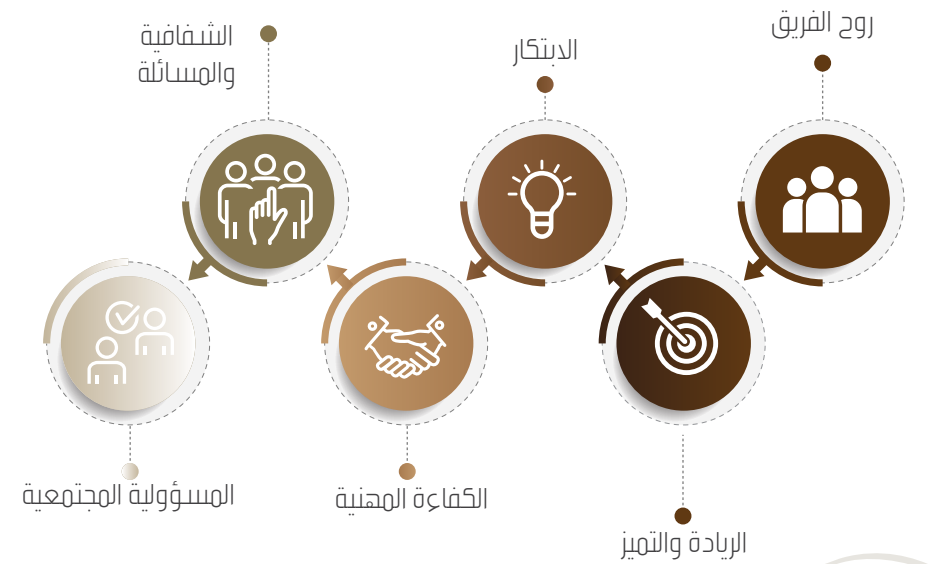 روح الفريق
الريادة والتميز
الابتكار
الكفاءة المهنية
الشفافية
والمسائلة
المسؤولية المجتمعية